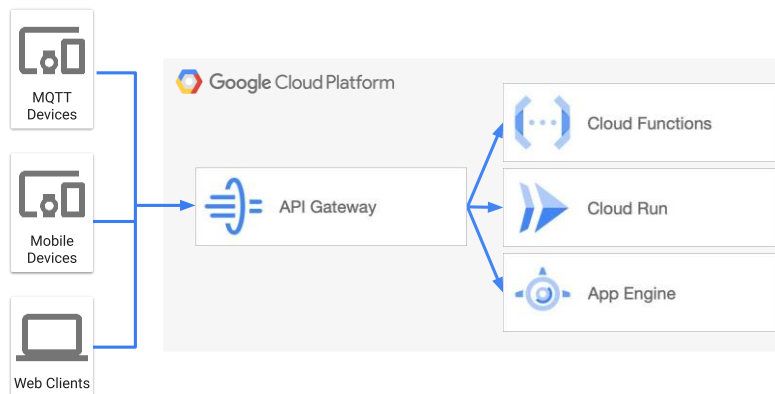 MQTT
Devices
Mobile
Devices
Web Clients
Google Cloud Platform
API Gateway
Cloud Functions
Cloud Run
App Engine